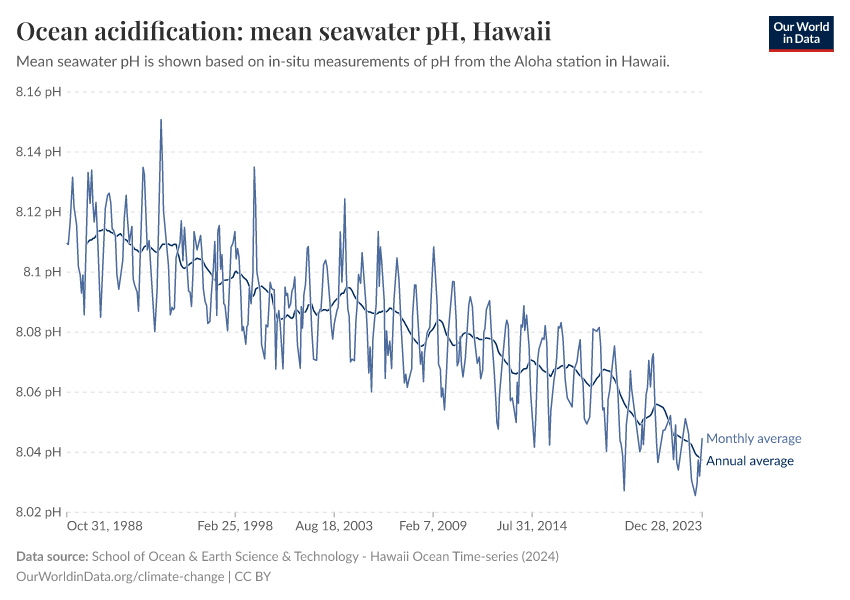 Ocean acidification: mean seawater pH, Hawaii
Our World
in Data
Mean seawater pH is shown based on in-situ measurements of pH from the Aloha station in Hawaii.
8.16 pH
8.14 pH
8.12 pH
8.1 pH
8.08 pH
8.06 pH
8.04 pH
8.02 pH
Monthly average
Annual average
Oct 31, 1988
Feb 25, 1998
Aug 18, 2003
Feb 7, 2009
Jul 31, 2014
Dec 28, 2023
Data source: School of Ocean & Earth Science & Technology - Hawaii Ocean Time-series (2024)
OurWorldinData.org/climate-change | CC BY